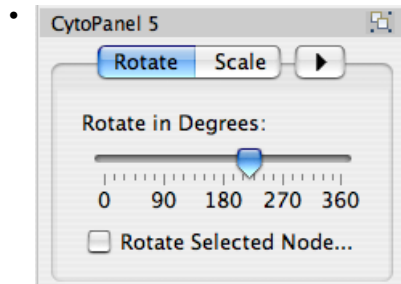 CytoPanel 5
Rotate Scale
Rotate in Degrees:
0 90 180 270 360
Rotate Selected Node...